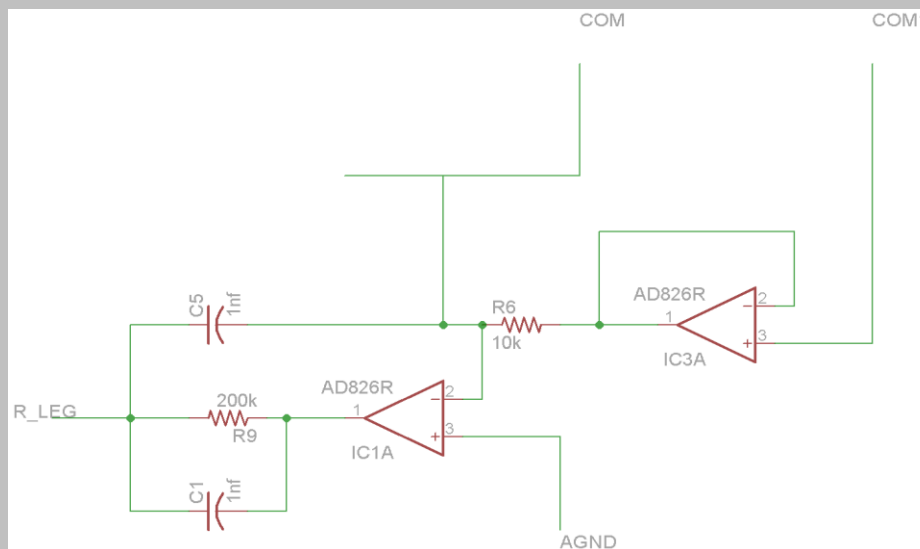 COM
COM
C5
1nf
R6
10k
AD826R
2
1
3
IC3A
AD826R
2
1
3
IC1A
R_LEG
200k
R9
C1
1nf
AGND